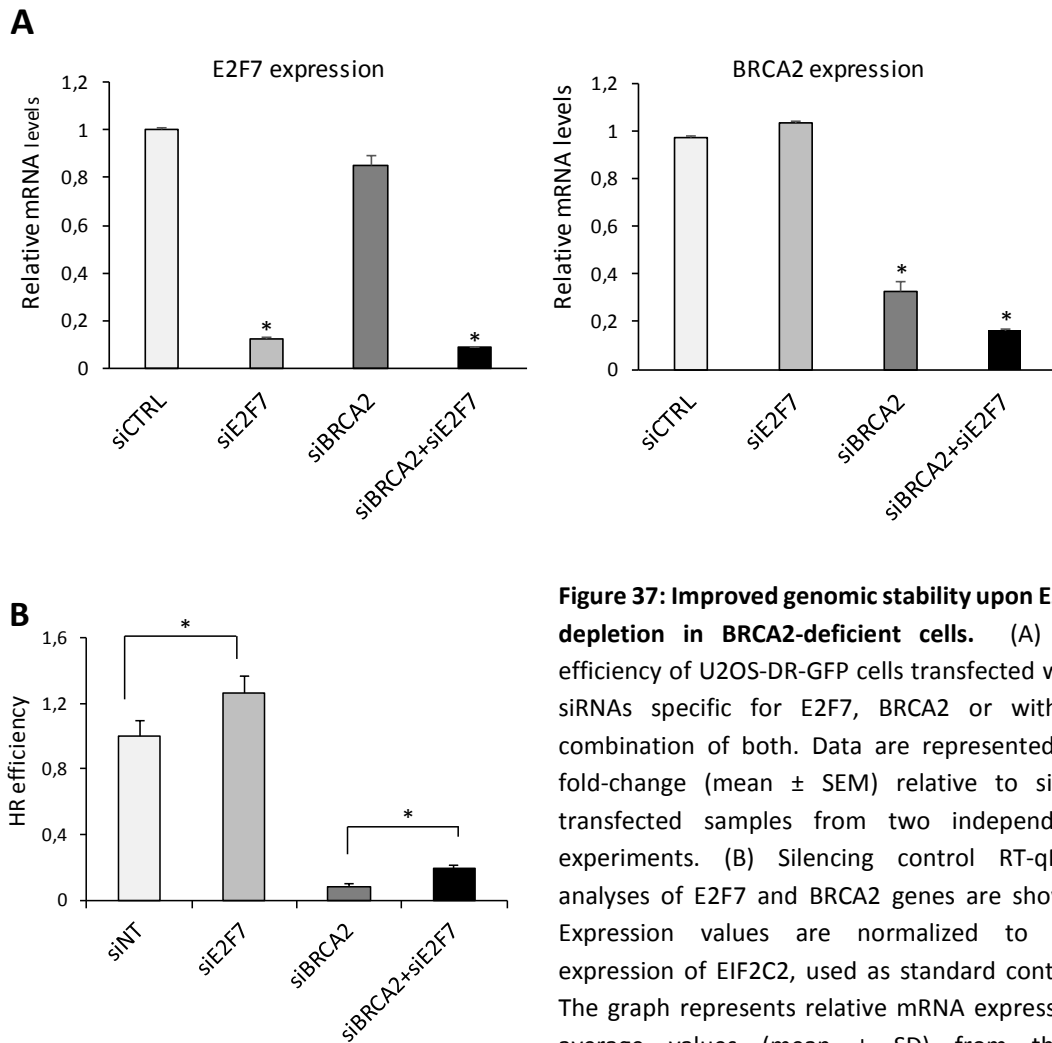 A
E2F7 expression
Relative mRNA levels
1,2
1
0,8
0,6
0,4
0,2
0
*
*
siCTRL
siE2F7
siBRCA2
siBRCA2+siE2F7
BRCA2 expression
Relative mRNA levels
1,2
1
0,8
0,6
0,4
0,2
0
*
*
siCTRL
siE2F7
siBRCA2
siBRCA2+siE2F7
B
HR efficiency
1,6
1,2
0,8
0,4
0
*
*
siNT
siE2F7
siBRCA2
siBRCA2+siE2F7
Figure 37: Improved genomic stability upon E
depletion in BRCA2-deficient cells. (A)
efficiency of U2OS-DR-GFP cells transfected w
siRNAs specific for E2F7, BRCA2 or with
combination of both. Data are represented
fold-change (mean ± SEM) relative to si
transfected samples from two independ
experiments. (B) Silencing control RT-q
analyses of E2F7 and BRCA2 genes are sho
Expression values are normalized to
expression of EIF2C2, used as standard cont
The graph represents relative mRNA express
average values (mean ± SD) from th